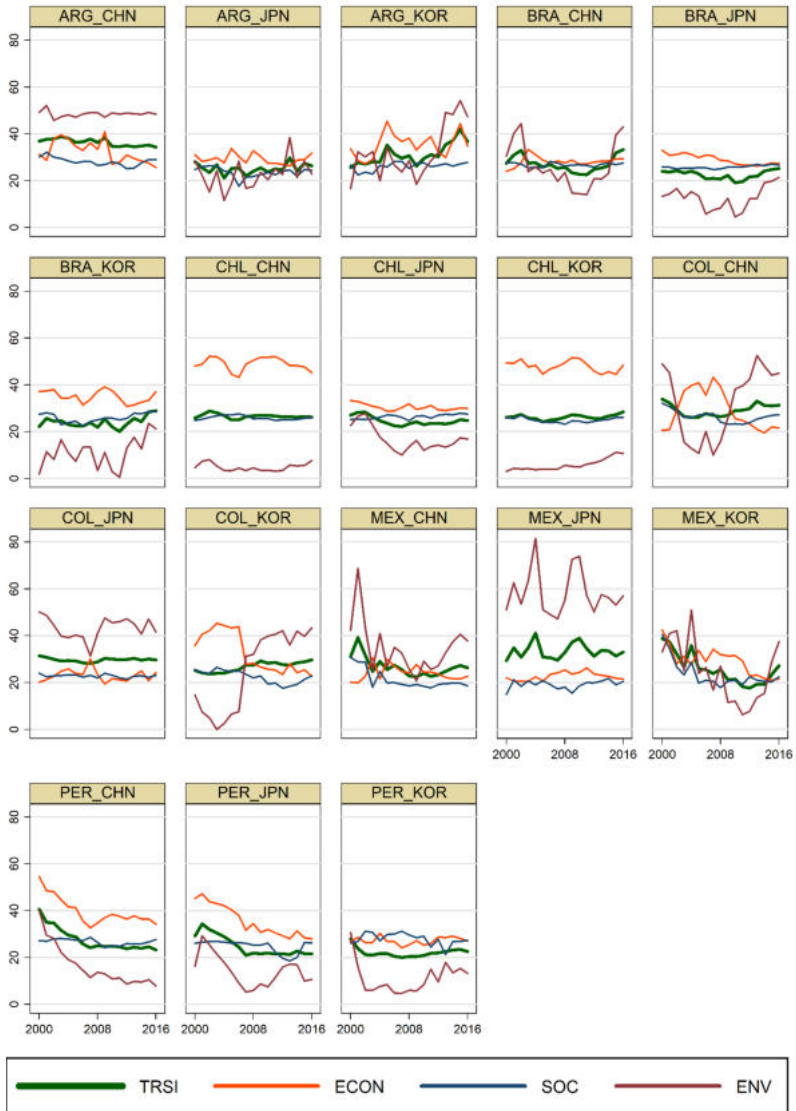 ARG_CHN ARG_JPN ARG_KOR BRA_CHN BRA_JPN
80
60
40
20
0
BRA_KOR CHL_CHN CHL_JPN CHL_KOR COL_CHN
80
60
40
20
0
COL_JPN COL_KOR MEX_CHN MEX_JPN MEX_KOR
80
60
40
20
0
2000 2008 2016 2000 2008 2016
PER_CHN PER_JPN PER_KOR
80
60
40
20
0
2000 2008 2016 2000 2008 2016 2000 2008 2016
TRSI ECON SOC ENV